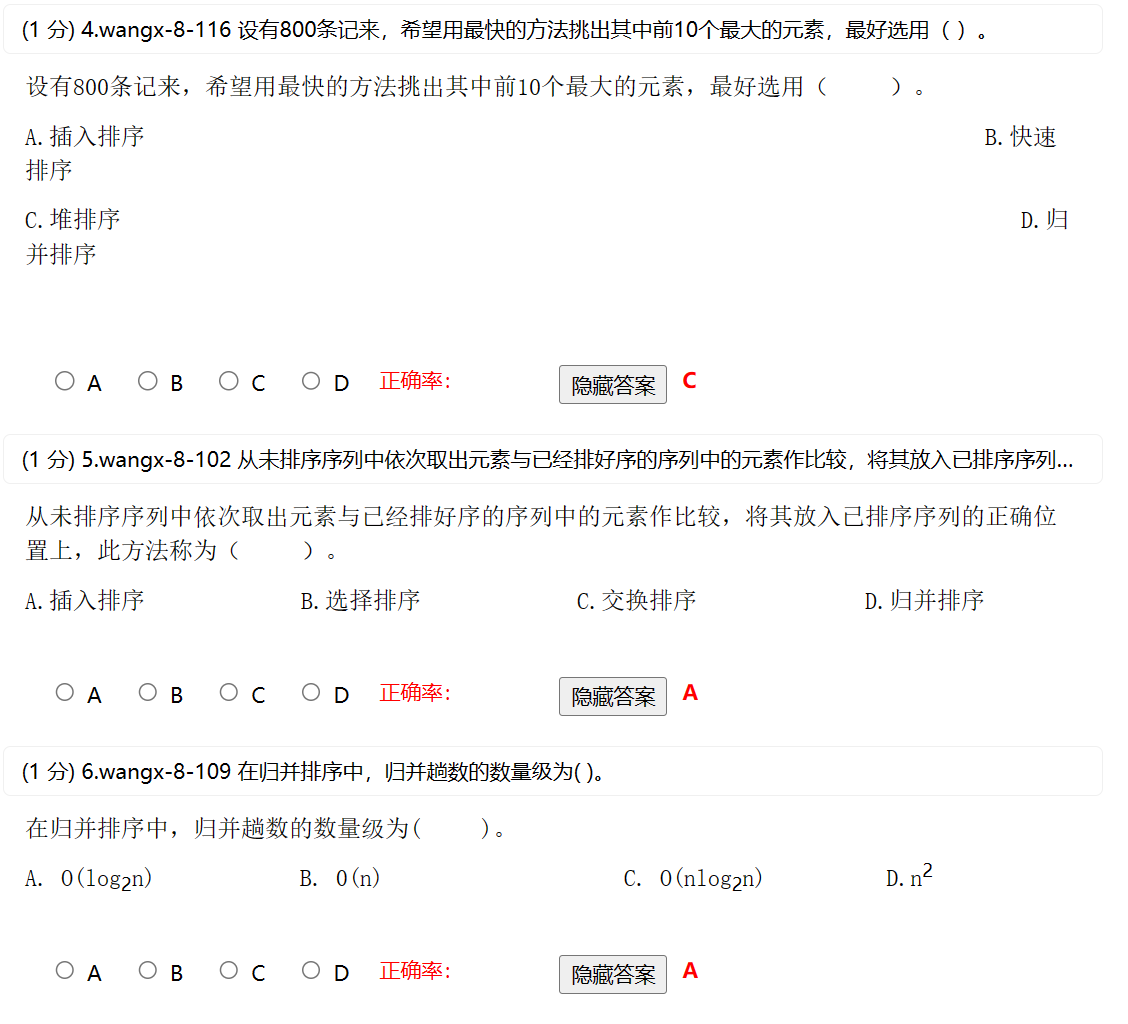 (1 分) 4.wangx-8-116 设有800条记来，希望用最快的方法挑出其中前10个最大的元素，最好选用（ ）。
设有800条记来，希望用最快的方法挑出其中前10个最大的元素，最好选用（ ）。
A.插入排序 B.快速
排序
C.堆排序 D.归
并排序
A B C D 正确率: 隐藏答案 C
(1 分) 5.wangx-8-102 从未排序序列中依次取出元素与已经排好序的序列中的元素作比较，将其放入已排序序列...
从未排序序列中依次取出元素与已经排好序的序列中的元素作比较，将其放入已排序序列的正确位
置上，此方法称为（ ）。
A.插入排序 B.选择排序 C.交换排序 D.归并排序
A B C D 正确率: 隐藏答案 A
(1 分) 6.wangx-8-109 在归并排序中，归并趟数的数量级为( )。
在归并排序中，归并趟数的数量级为( )。
A. O(log₂n) B. O(n) C. O(nlog₂n) D.n²
A B C D 正确率: 隐藏答案 A